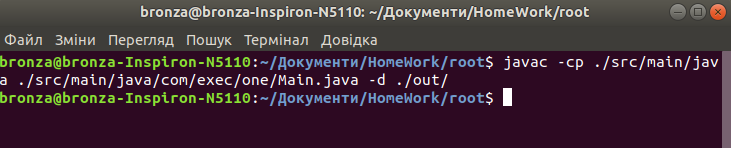 bronza@bronza-Inspiron-N5110: ~/Документи/HomeWork/root
Файл Зміни Перегляд Пошук Термінал Довідка
bronza@bronza-Inspiron-N5110:~/Документи/HomeWork/root$ javac -cp ./src/main/jav
a ./src/main/java/com/exec/one/Main.java -d ./out/
bronza@bronza-Inspiron-N5110:~/Документи/HomeWork/root$